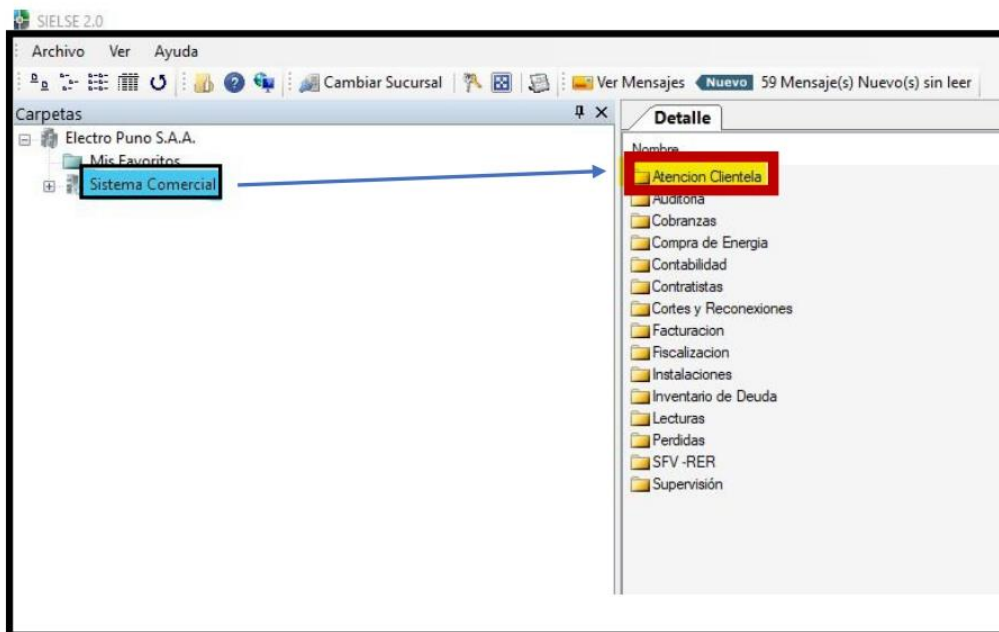 SIELSE 2.0
Archivo Ver Ayuda
Cambiar Sucursal Ver Mensajes Nuevo 59 Mensaje(s) Nuevo(s) sin leer
Carpetas
Electro Puno S.A.A.
Mis Favoritos
Sistema Comercial
Detalle
Nombre
Atencion Clientela
Auditoria
Cobranzas
Compra de Energia
Contabilidad
Contratistas
Cortes y Reconexiones
Facturacion
Fiscalizacion
Instalaciones
Inventario de Deuda
Lecturas
Perdidas
SFV -RER
Supervisión